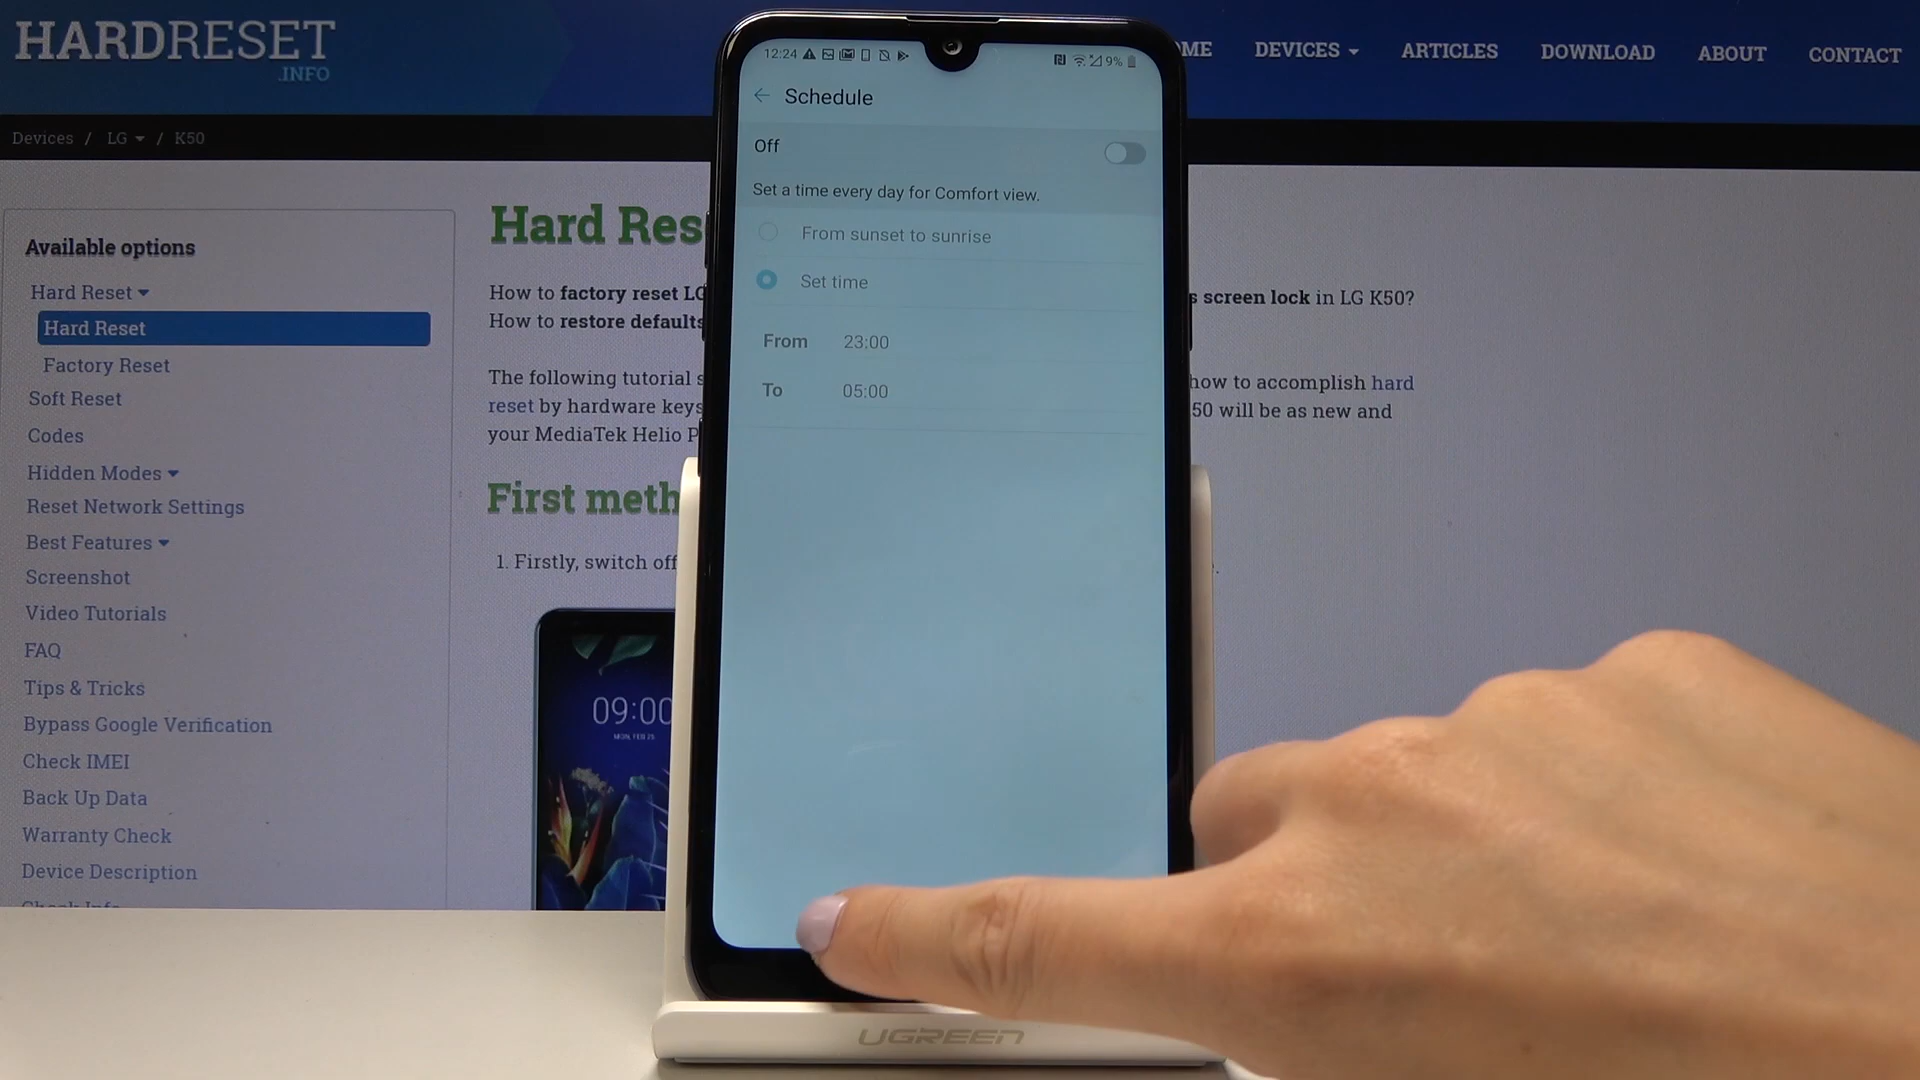 HARDRESET
.INFO
OME DEVICES ARTICLES DOWNLOAD ABOUT CONTACT
Devices / LG / K50
Available options
Hard Reset
Hard Reset
Factory Reset
Soft Reset
Codes
Hidden Modes
Reset Network Settings
Best Features
Screenshot
Video Tutorials
FAQ
Tips & Tricks
Bypass Google Verification
Check IMEI
Back Up Data
Warranty Check
Device Description
Hard Res
How to factory reset LG
s screen lock in LG K50?
How to restore defaults
The following tutorial s
how to accomplish hard
reset by hardware keys
50 will be as new and
your MediaTek Helio P
First meth
1. Firstly, switch off
09:00
MON, FEB 25
12:24
9%
Schedule
Off
Set a time every day for Comfort view.
From sunset to sunrise
Set time
From 23:00
To 05:00
UGREEN